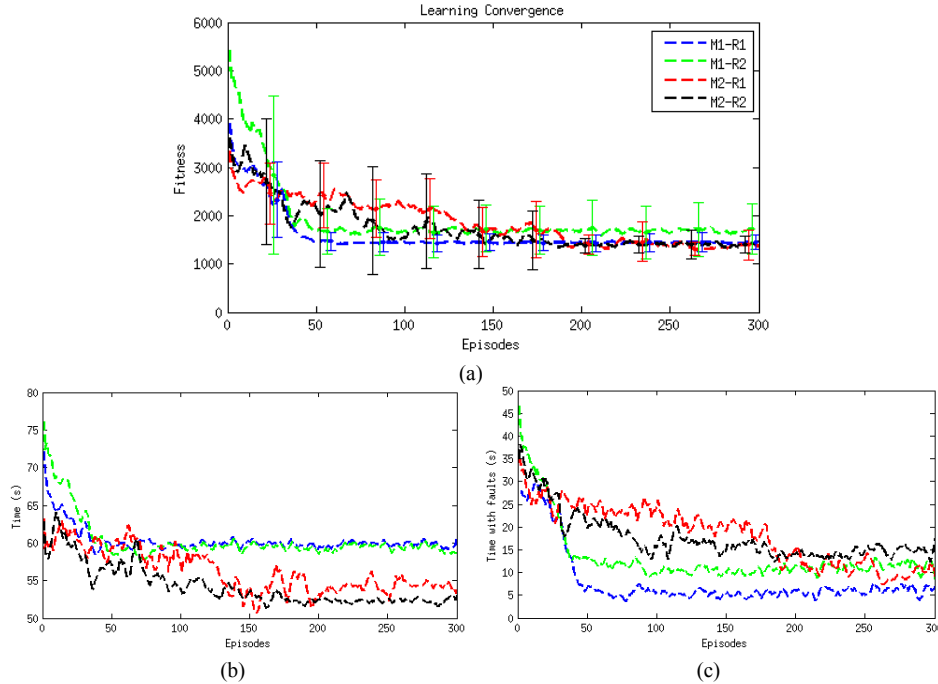 Learning Convergence
6000
5000
4000
3000
2000
1000
0
Fitness
0 50 100 150 200 250 300
Episodes
M1-R1
M1-R2
M2-R1
M2-R2
(a)
80
75
70
65
60
55
50
Time (s)
0 50 100 150 200 250 300
Episodes
(b)
50
45
40
35
30
25
20
15
10
5
0
Time with faults (s)
0 50 100 150 200 250 300
Episodes
(c)